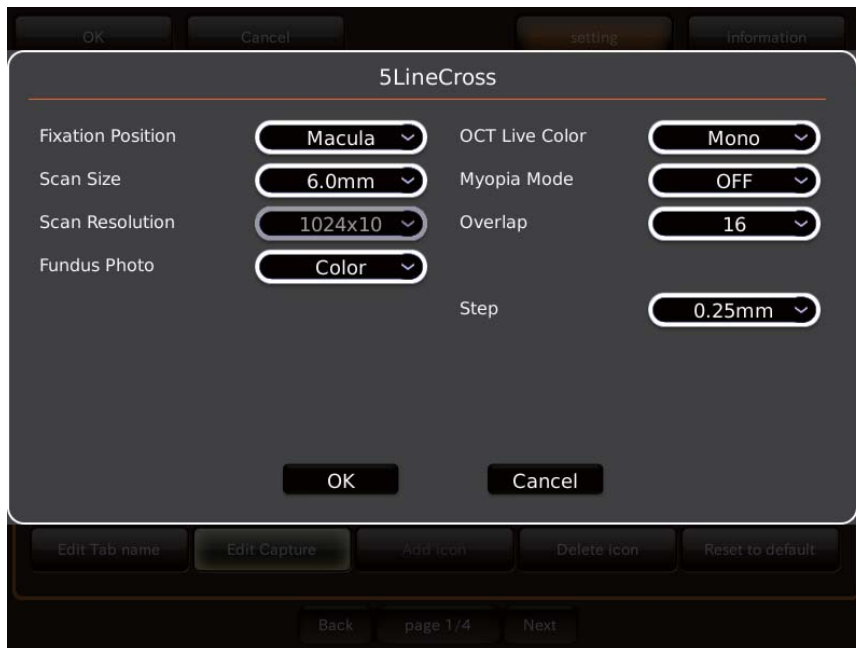 OK Cancel setting information
5LineCross
Fixation Position Macula OCT Live Color Mono
Scan Size 6.0mm Myopia Mode OFF
Scan Resolution 1024x10 Overlap 16
Fundus Photo Color
Step 0.25mm
OK Cancel
Edit Tab name Edit Capture Add icon Delete icon Reset to default
Back page 1/4 Next